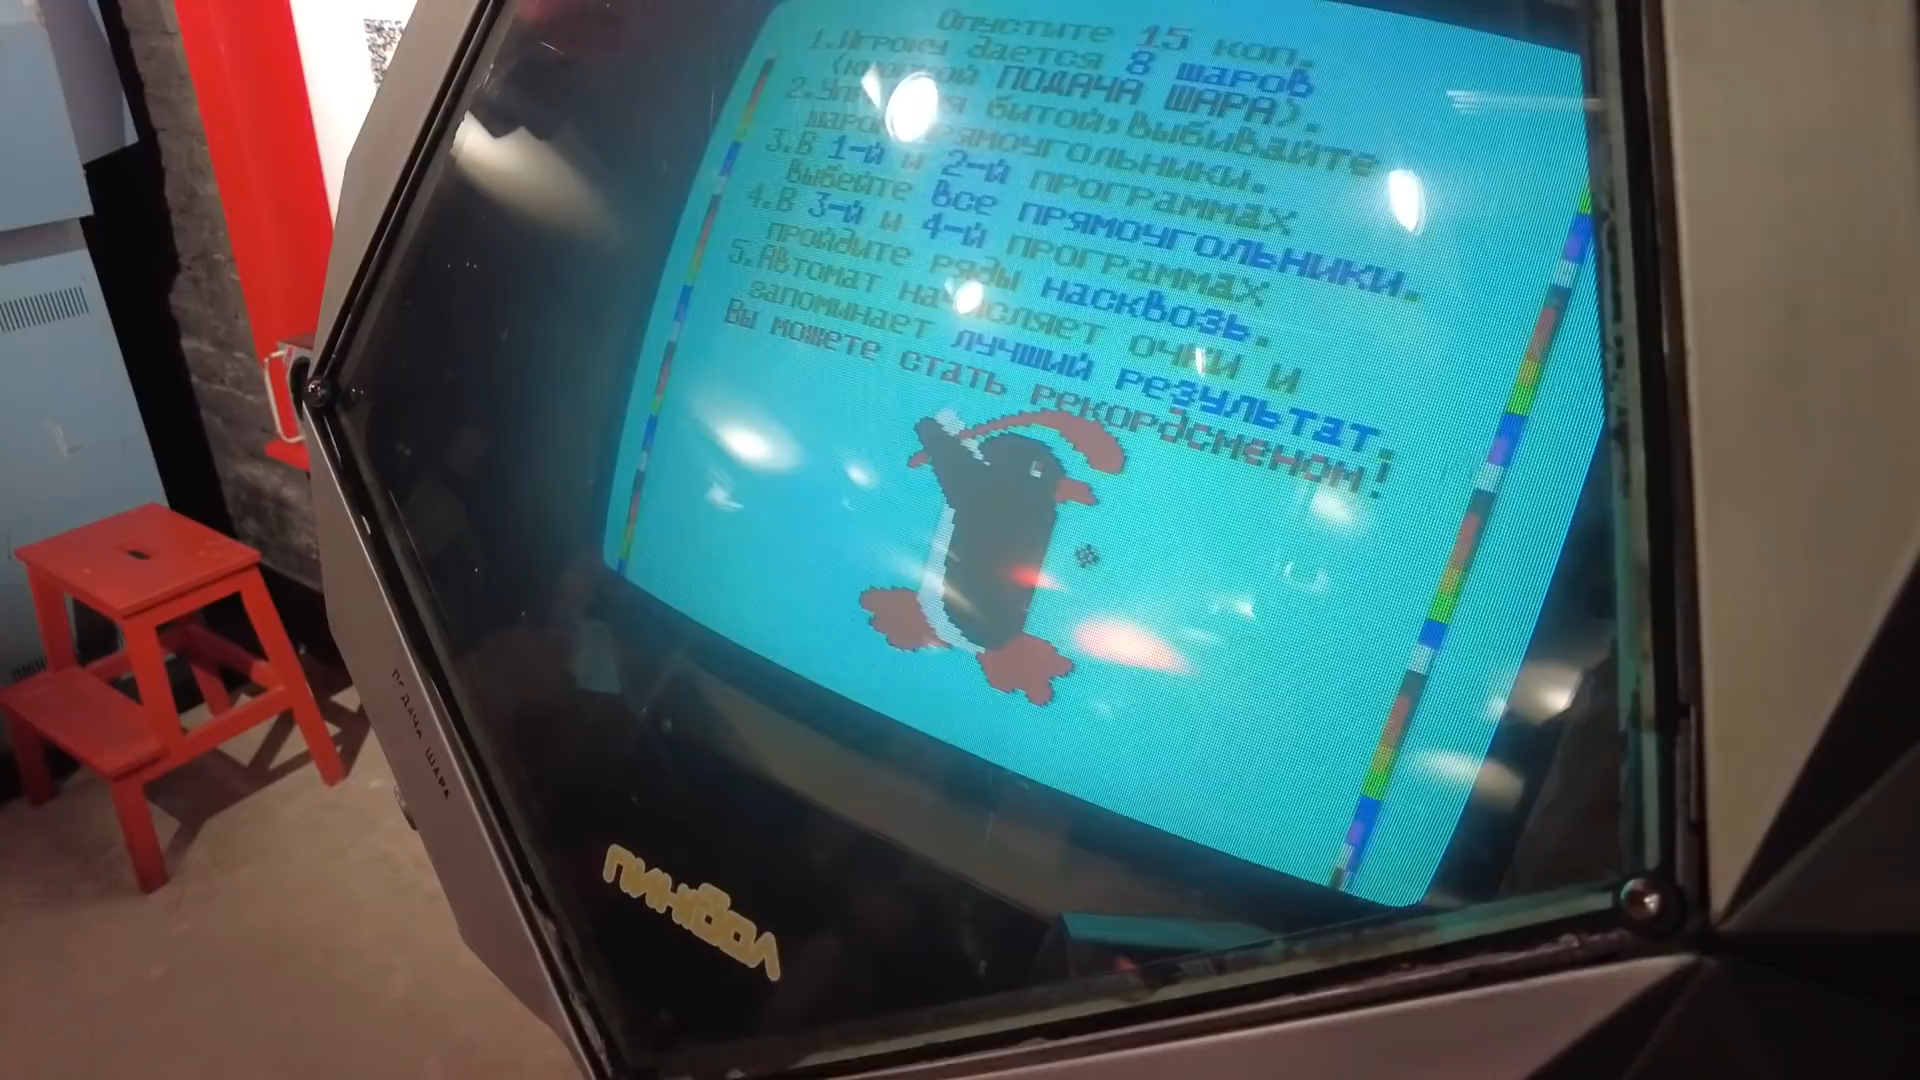 Опустите 15 коп.
1.Игроку дается 8 шаров
(кнопкой ПОДАЧА ШАРА).
2. битой, выбивайте
прямоугольники.
3.В 1-й и 2-й программах
выбейте все прямоугольники.
4.В 3-й и 4-й программах
пройдите ряды насквозь.
5.Автомат начисляет очки и
запоминает лучший результат.
Вы можете стать рекордсменом!
ПОДАЧА ШАРА
ПИНБОЛ